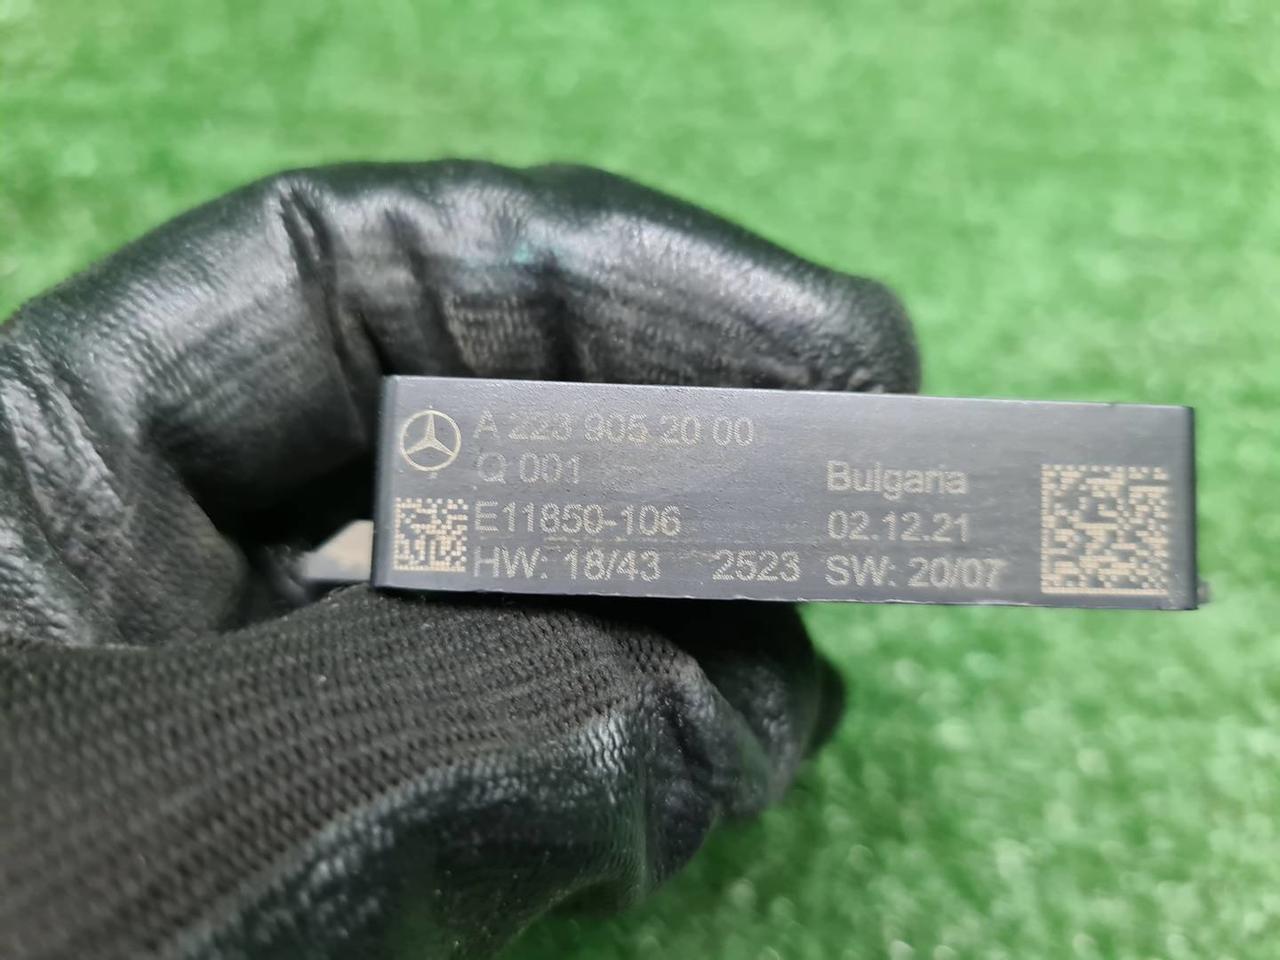 A 223 905 20 00
Q 001
Bulgaria
E11850-106
02.12.21
HW: 18/43 2523 SW: 20/07